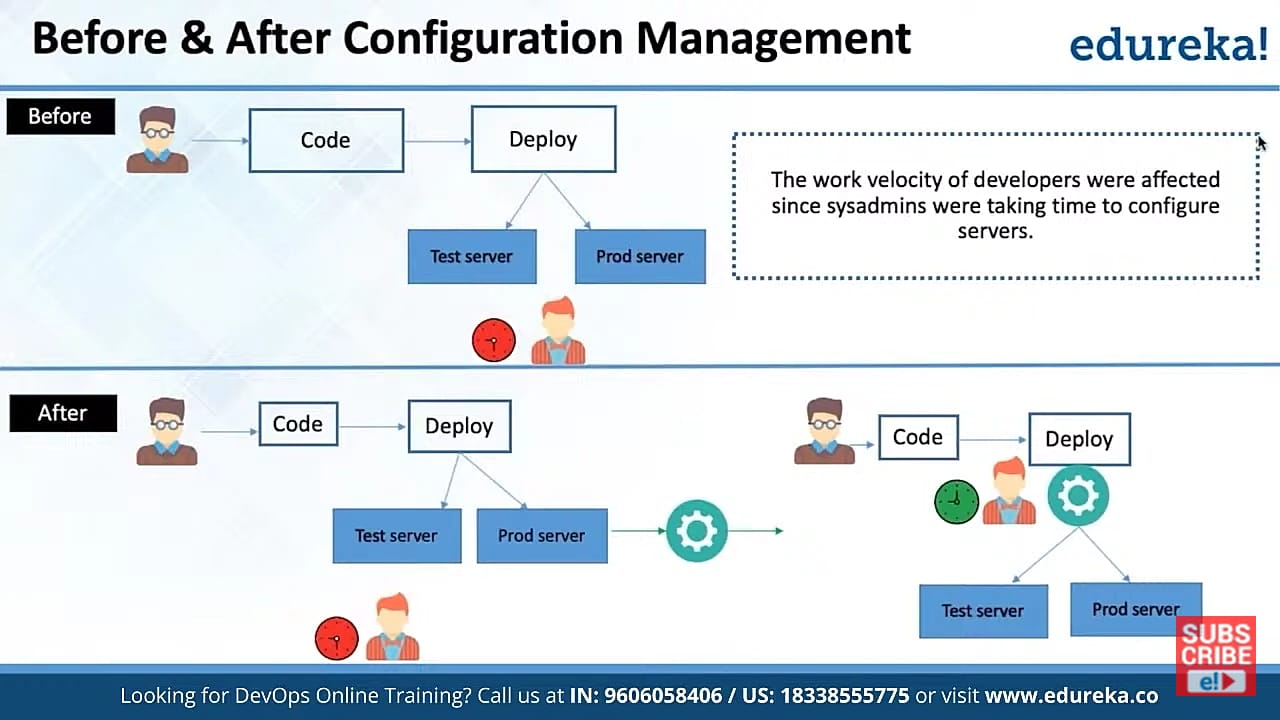 Before & After Configuration Management
edureka!
Before
Code
Deploy
The work velocity of developers were affected
since sysadmins were taking time to configure
servers.
Test server
Prod server
After
Code
Deploy
Code
Deploy
Test server
Prod server
Test server
Prod server
SUBS
CRIBE
e!
Looking for DevOps Online Training? Call us at IN: 9606058406 / US: 18338555775 or visit www.edureka.co